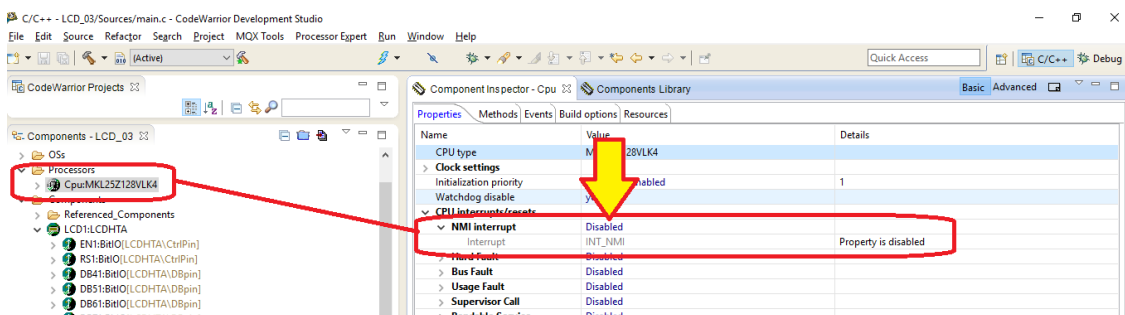 C/C++ - LCD_03/Sources/main.c - CodeWarrior Development Studio
File Edit Source Refactor Search Project MQX Tools Processor Expert Run Window Help
(Active) Quick Access C/C++ Debug
CodeWarrior Projects
Component Inspector - Cpu Components Library Basic Advanced
Properties Methods Events Build options Resources
Components - LCD_03
Name Value Details
OSs
CPU type 28VLK4
Processors
Clock settings
Cpu:MKL25Z128VLK4
Initialization priority 1
Watchdog disable
Components
CPU interrupts/resets
Referenced_Components
NMI interrupt Disabled
LCD1:LCDHTA
Interrupt INT_NMI Property is disabled
EN1:BitIO[LCDHTA\CtrlPin]
Hard Fault Disabled
RS1:BitIO[LCDHTA\CtrlPin]
Bus Fault Disabled
DB41:BitIO[LCDHTA\DBpin]
Usage Fault Disabled
DB51:BitIO[LCDHTA\DBpin]
Supervisor Call Disabled
DB61:BitIO[LCDHTA\DBpin]